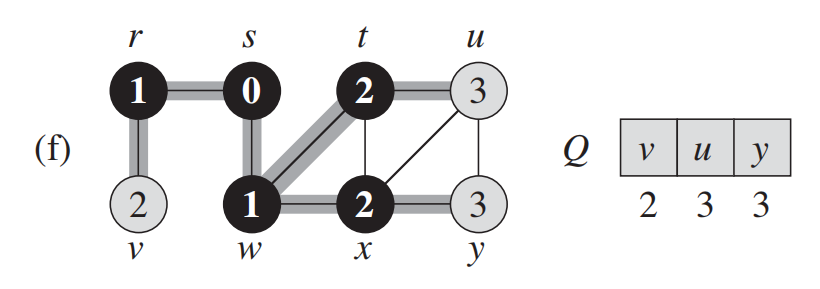 r s t u
1 0 2 3
(f) Q v u y
2 1 2 3 2 3 3
v w x y